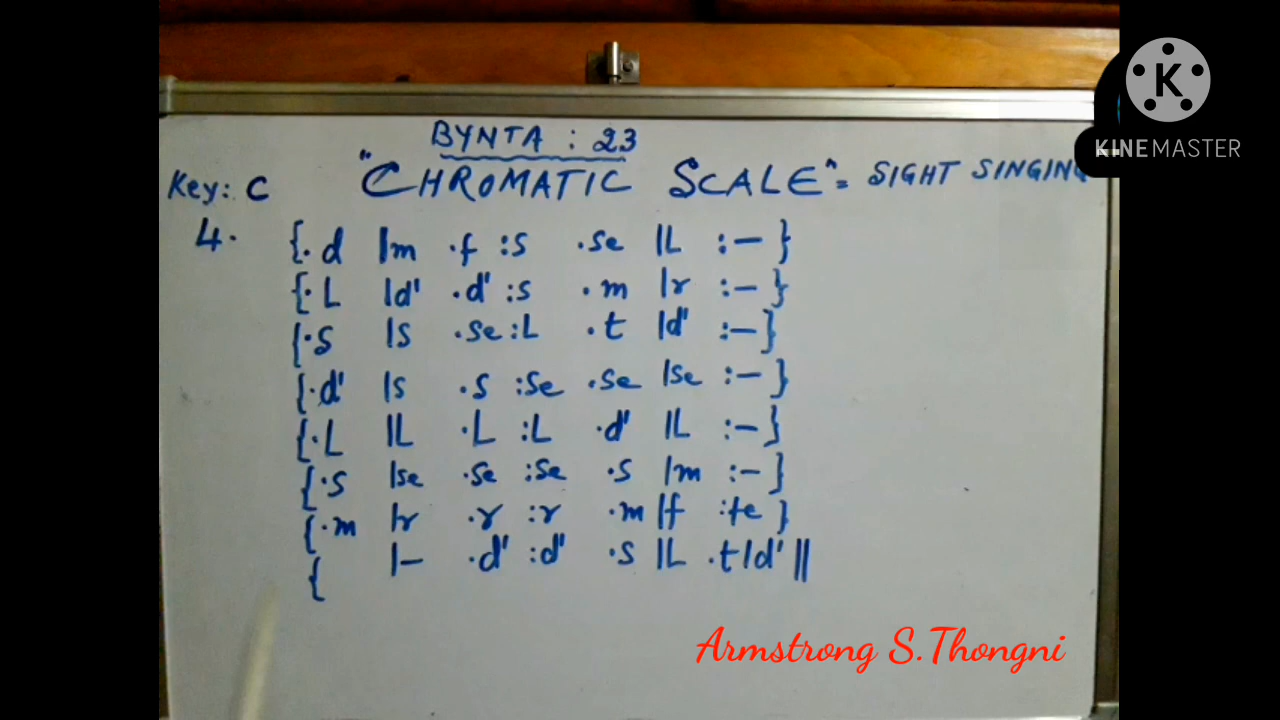 KINEMASTER
BYNTA : 23
Key: C "CHROMATIC SCALE" = SIGHT SINGING
4. {. d |m .f :s .se |L :— }
{. L |d' .d' :s .m |r :— }
{. s |s .se :L .t |d' :— }
{. d' |s .s :se .se |se :— }
{. L |L .L :L .d' |L :— }
{. s |se .se :se .s |m :— }
{. m |r .r :r .m |f :fe }
{ |— .d' :d' .s |L .t |d' ||
Armstrong S.Thongni